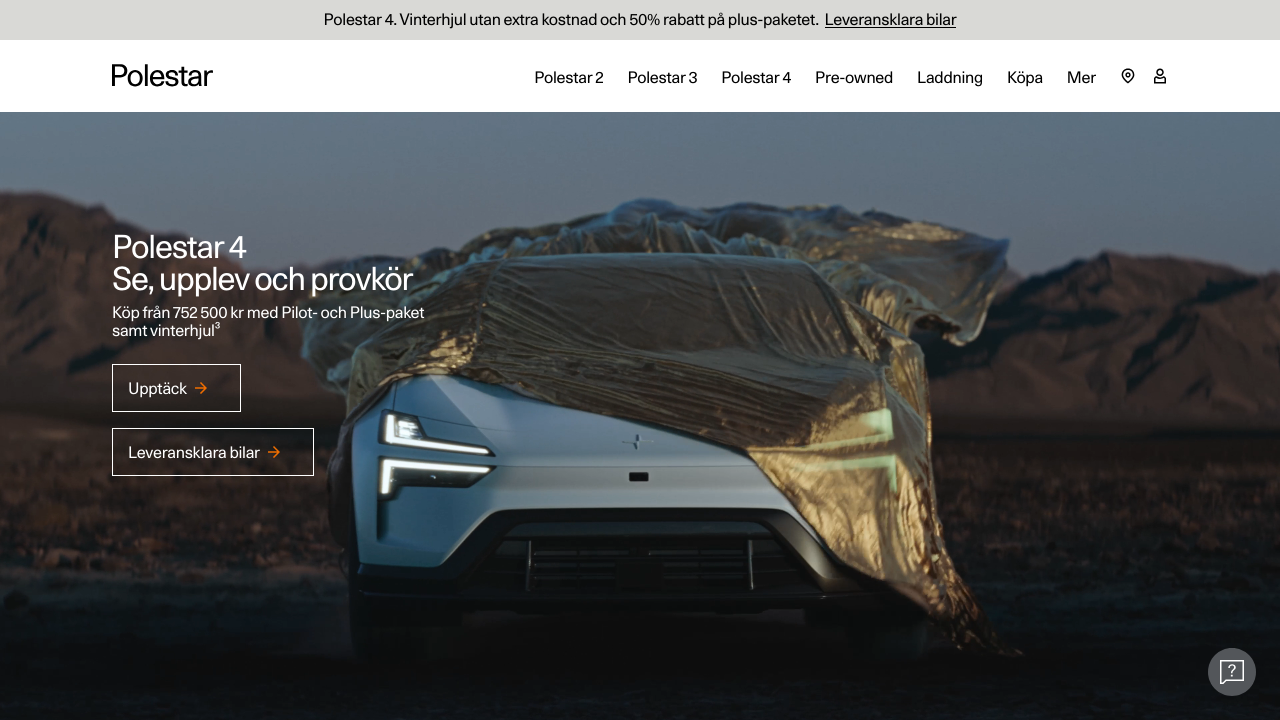 Polestar 4. Vinterhjul utan extra kostnad och 50% rabatt på plus-paketet. Leveransklara bilar
Polestar
Polestar 2
Polestar 3
Polestar 4
Pre-owned
Laddning
Köpa
Mer
Polestar 4
Se, upplev och provkör
Köp från 752 500 kr med Pilot- och Plus-paket
samt vinterhjul³
Upptäck
Leveransklara bilar